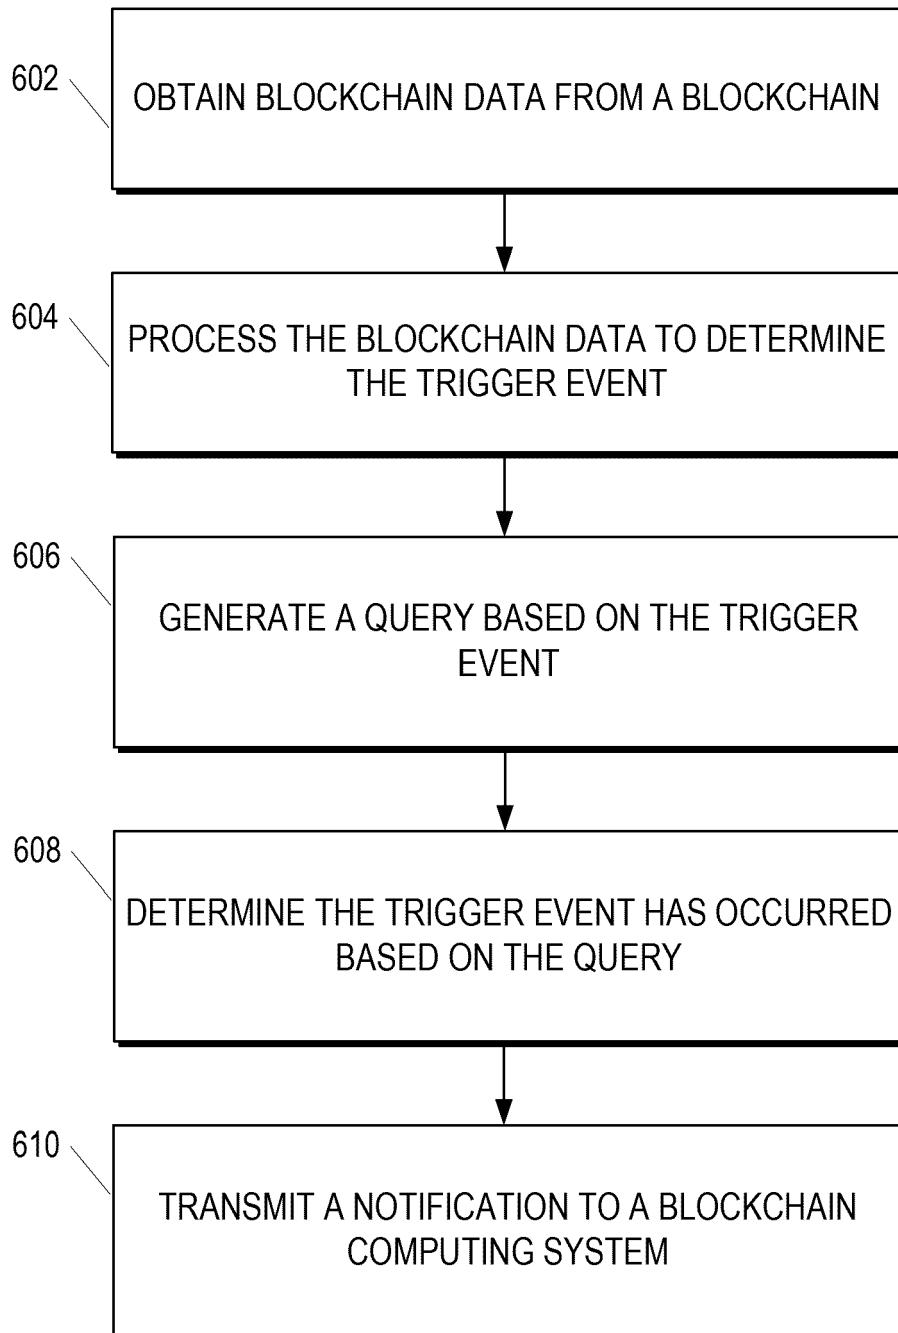 602
OBTAIN BLOCKCHAIN DATA FROM A BLOCKCHAIN
604
PROCESS THE BLOCKCHAIN DATA TO DETERMINE
THE TRIGGER EVENT
606
GENERATE A QUERY BASED ON THE TRIGGER
EVENT
608
DETERMINE THE TRIGGER EVENT HAS OCCURRED
BASED ON THE QUERY
610
TRANSMIT A NOTIFICATION TO A BLOCKCHAIN
COMPUTING SYSTEM